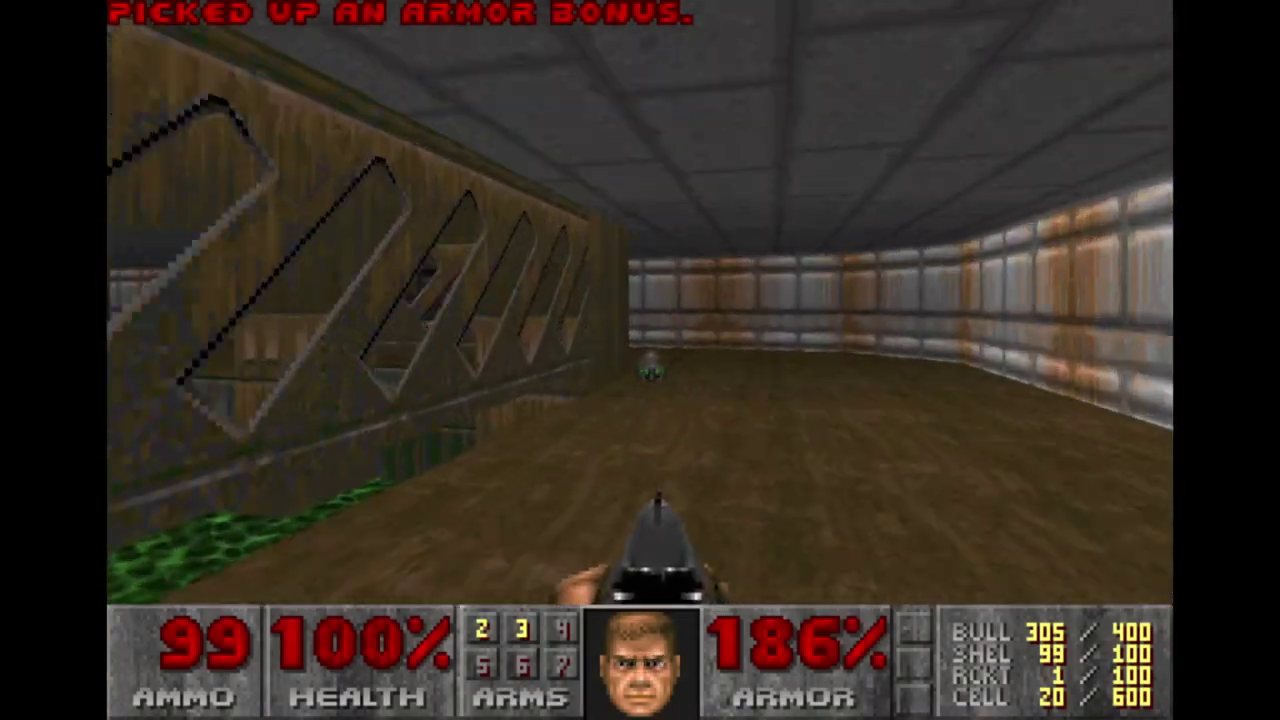 PICKED UP AN ARMOR BONUS.
99 100% 2 3 4 186% BULL 305 / 400
SHEL 99 / 100
5 6 7 RCKT 1 / 100
AMMO HEALTH ARMS ARMOR CELL 20 / 600